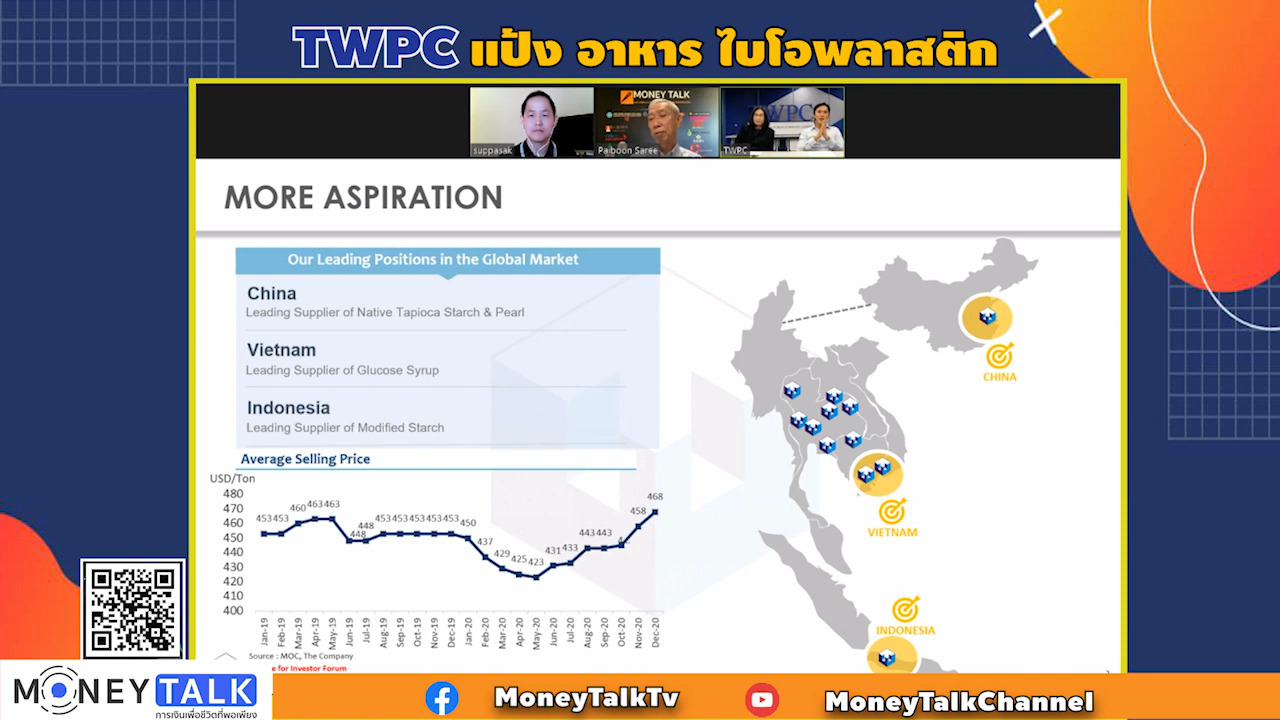 TWPC แป้ง อาหาร ไบโอพลาสติก
MONEY TALK
suppasak
Paiboon Saree
TWPC
TWPC
MORE ASPIRATION
Our Leading Positions in the Global Market
China
Leading Supplier of Native Tapioca Starch & Pearl
Vietnam
Leading Supplier of Glucose Syrup
Indonesia
Leading Supplier of Modified Starch
Average Selling Price
USD/Ton
480
470
460
450
440
430
420
410
400
453 453 460 463 463 448 448 453 453 453 453 453 450 437 429 425 423 431 433 443 443 458 468
Jan-19 Feb-19 Mar-19 Apr-19 May-19 Jun-19 Jul-19 Aug-19 Sep-19 Oct-19 Nov-19 Dec-19 Jan-20 Feb-20 Mar-20 Apr-20 May-20 Jun-20 Jul-20 Aug-20 Sep-20 Oct-20 Nov-20 Dec-20
Source : MOC, The Company
e for Investor Forum
CHINA
VIETNAM
INDONESIA
MONEY TALK
การเงินเพื่อชีวิตที่พอเพียง
MoneyTalkTv
MoneyTalkChannel